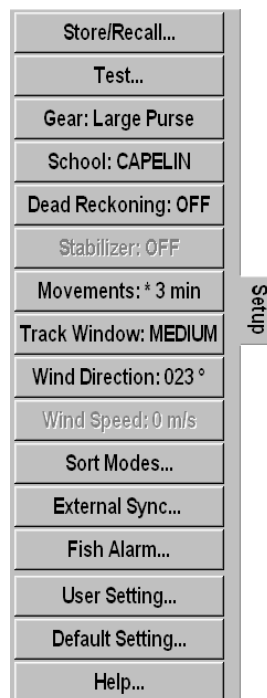 Store/Recall...
Test...
Gear: Large Purse
School: CAPELIN
Dead Reckoning: OFF
Stabilizer: OFF
Movements: * 3 min
Setup
Track Window: MEDIUM
Wind Direction: 023 °
Wind Speed: 0 m/s
Sort Modes...
External Sync...
Fish Alarm...
User Setting...
Default Setting...
Help...